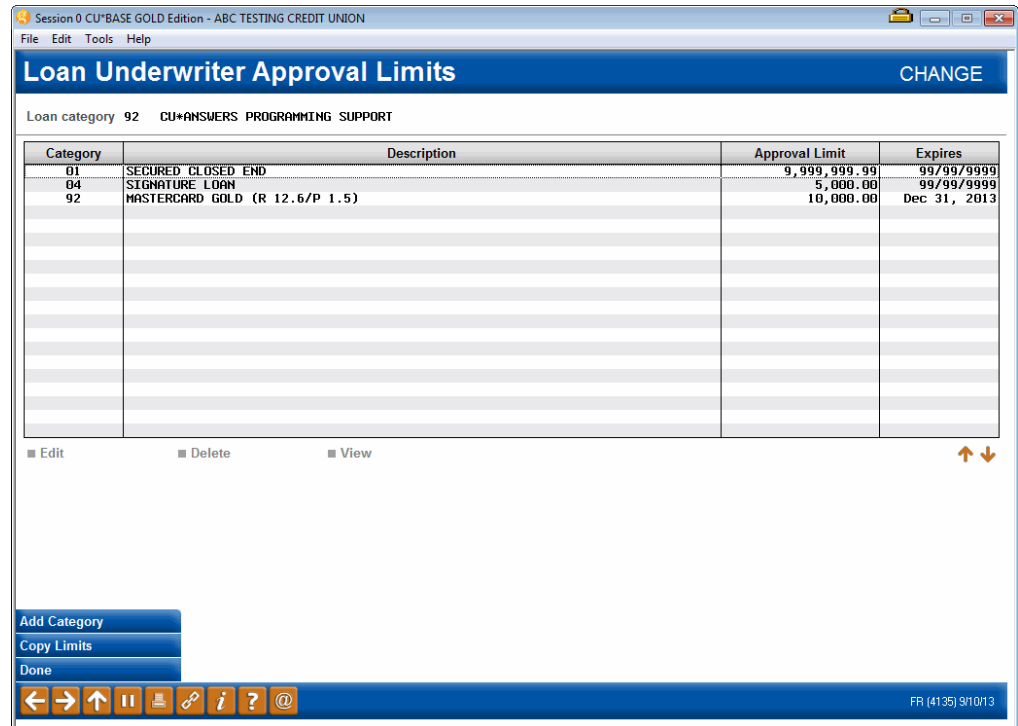 Session 0 CU*BASE GOLD Edition - ABC TESTING CREDIT UNION
File Edit Tools Help
Loan Underwriter Approval Limits CHANGE
Loan category 92 CU*ANSWERS PROGRAMMING SUPPORT
Category Description Approval Limit Expires
01 SECURED CLOSED END 9,999,999.99 99/99/9999
04 SIGNATURE LOAN 5,000.00 99/99/9999
92 MASTERCARD GOLD (R 12.6/P 1.5) 10,000.00 Dec 31, 2013
Edit Delete View
Add Category
Copy Limits
Done
i ? @ FR (4135) 9/10/13